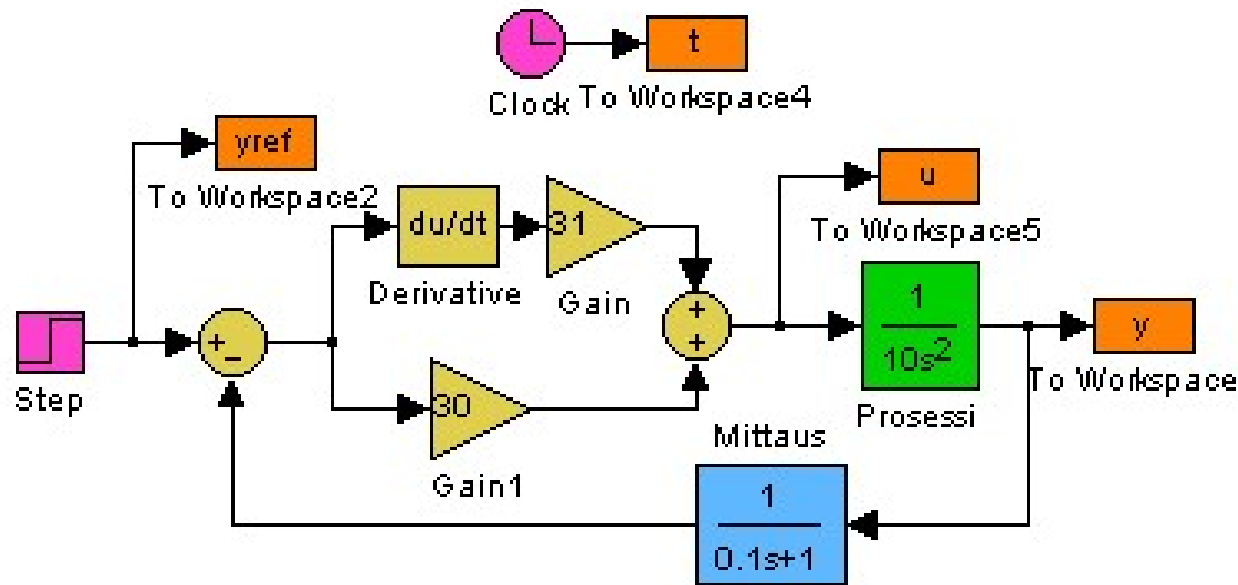 t
Clock
To Workspace4
yref
To Workspace2
u
To Workspace5
du/dt
Derivative
31
Gain
+
+
1
10s2
Prosessi
y
To Workspace
Step
+
−
30
Gain1
Mittaus
1
0.1s+1